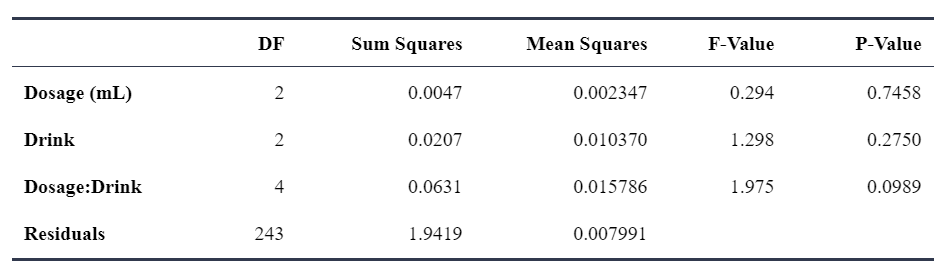 DF Sum Squares Mean Squares F-Value P-Value
Dosage (mL) 2 0.0047 0.002347 0.294 0.7458
Drink 2 0.0207 0.010370 1.298 0.2750
Dosage:Drink 4 0.0631 0.015786 1.975 0.0989
Residuals 243 1.9419 0.007991